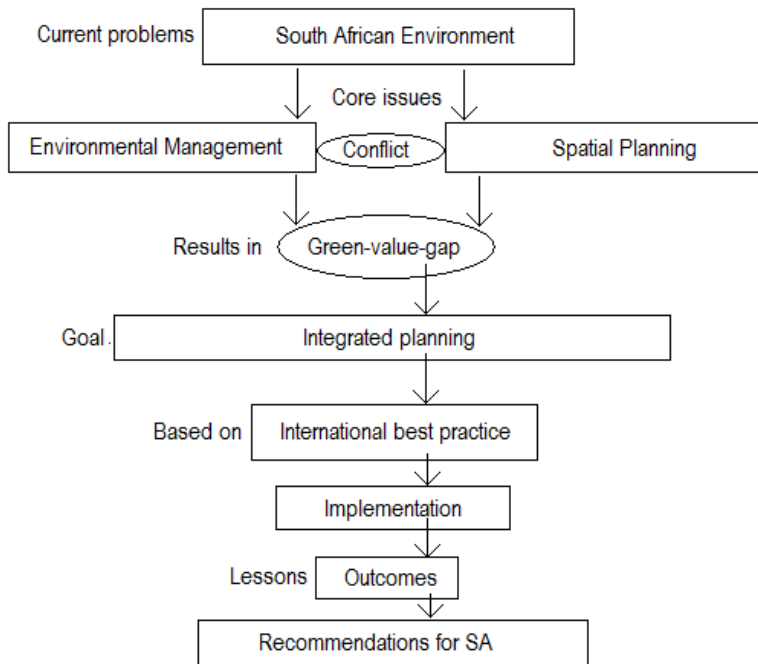 Current problems South African Environment
Core issues
Environmental Management Conflict Spatial Planning
Results in Green-value-gap
Goal. Integrated planning
Based on International best practice
Implementation
Lessons Outcomes
Recommendations for SA